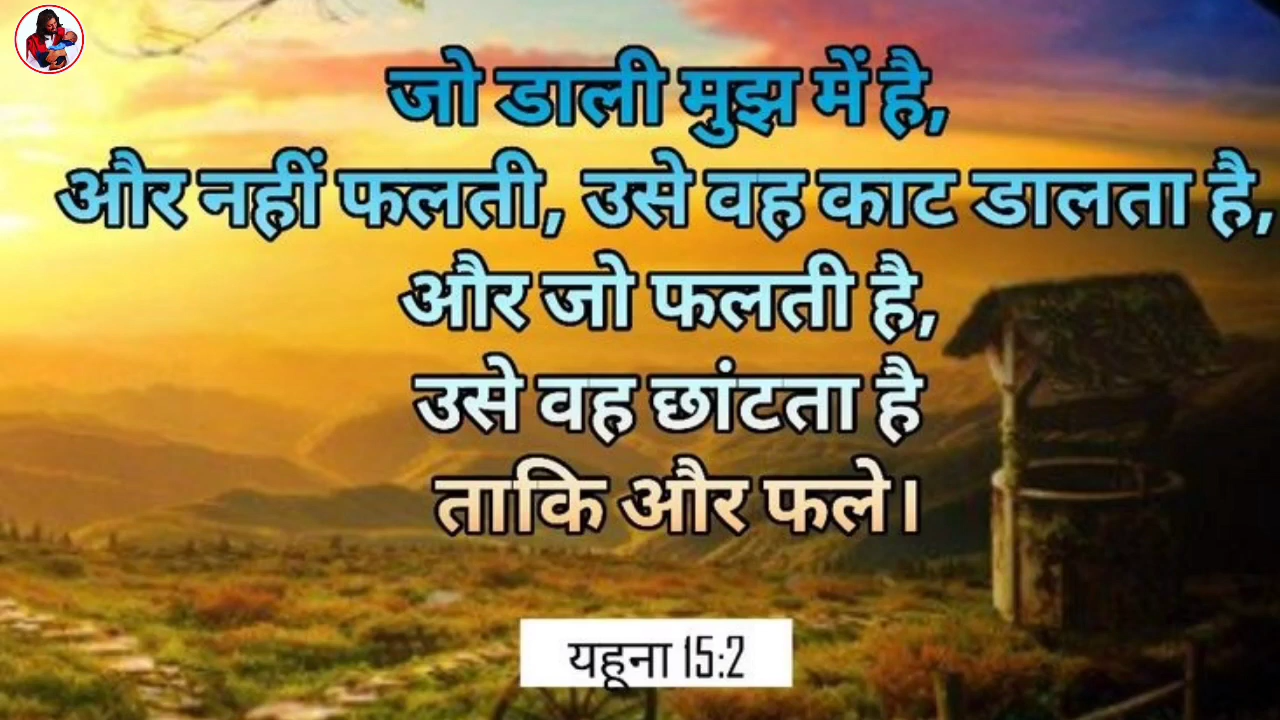 जो डाली मुझ में है,
और नहीं फलती, उसे वह काट डालता है,
और जो फलती है,
उसे वह छांटता है
ताकि और फले।
यहूना 15:2